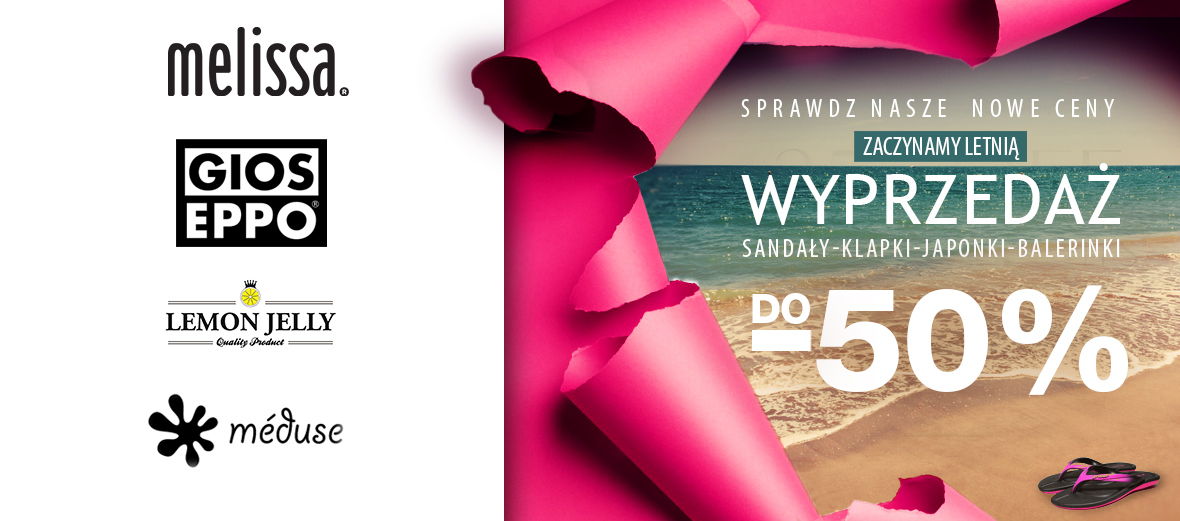 melissa®
GIOS
EPPO®
LEMON JELLY
Quality Product
méduse
SPRAWDZ NASZE NOWE CENY
ZACZYNAMY LETNIĄ
WYPRZEDAŻ
SANDAŁY-KLAPKI-JAPONKI-BALERINKI
DO
-50%